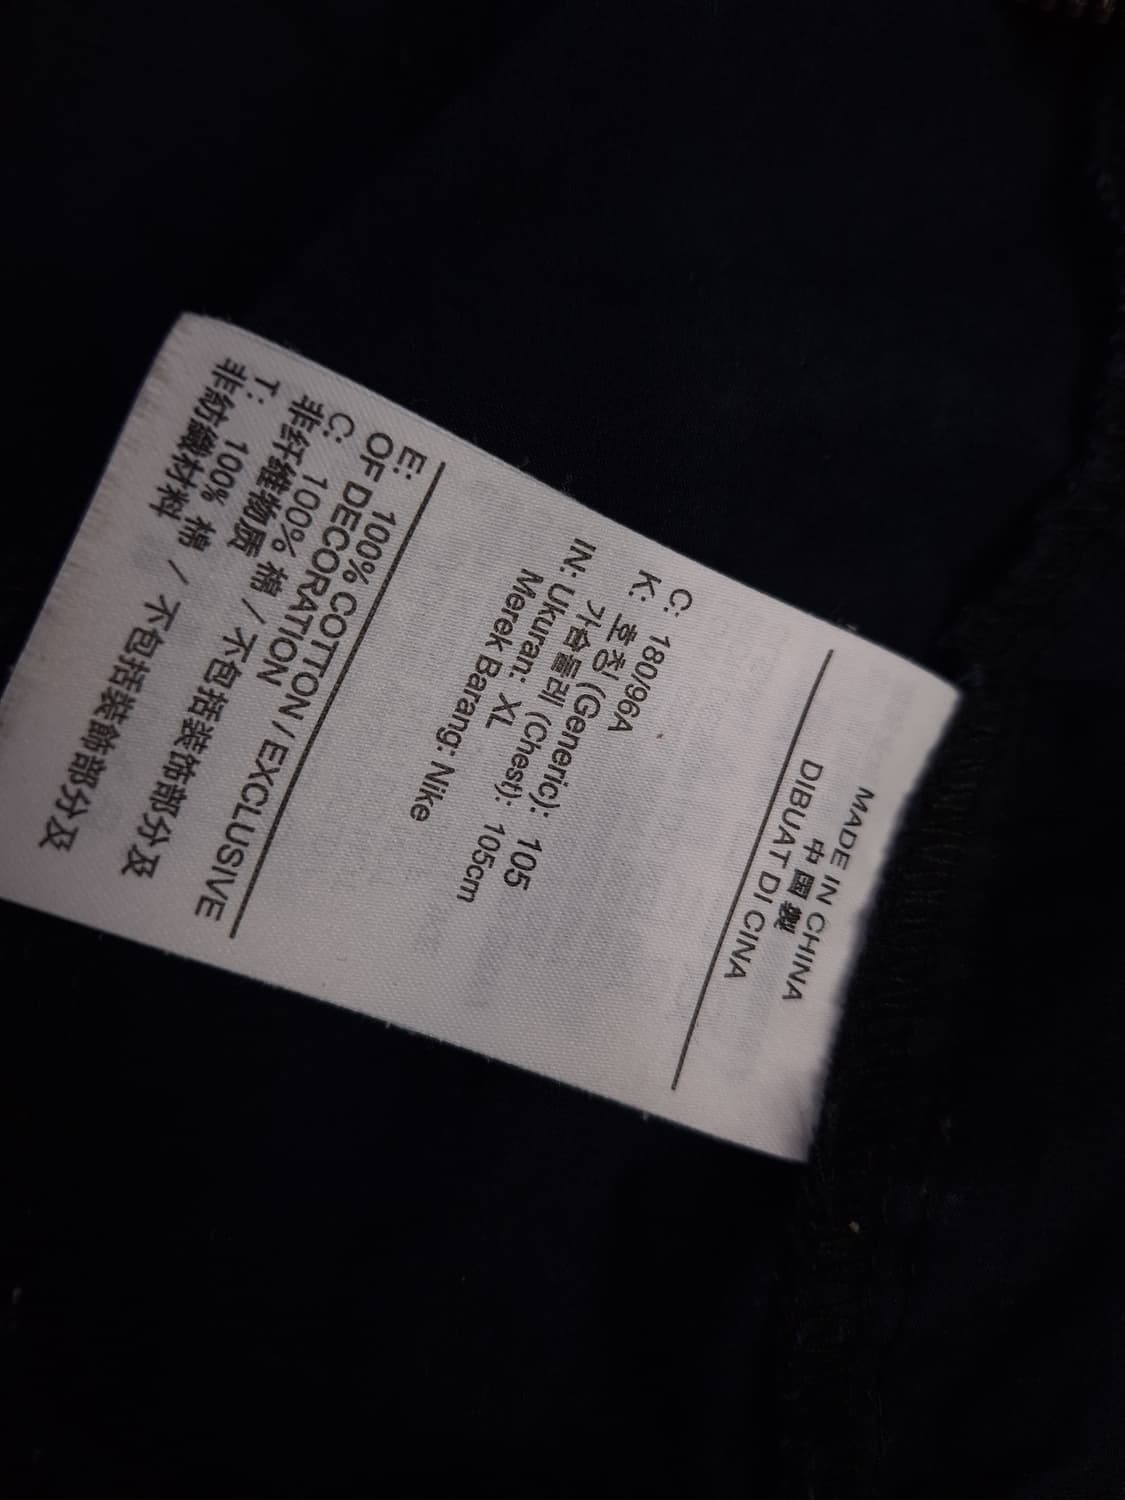 MADE IN CHINA
中國製
DIBUAT DI CINA
C: 180/96A
K: 호칭 (Generic): 105
가슴둘레 (Chest): 105cm
IN: Ukuran: XL
Merek Barang: Nike
E: 100% COTTON / EXCLUSIVE
OF DECORATION
C: 100% 棉 / 不包括装饰部分及
非纤维物质
T: 100% 棉 / 不包括裝飾部分及
非紡織材料